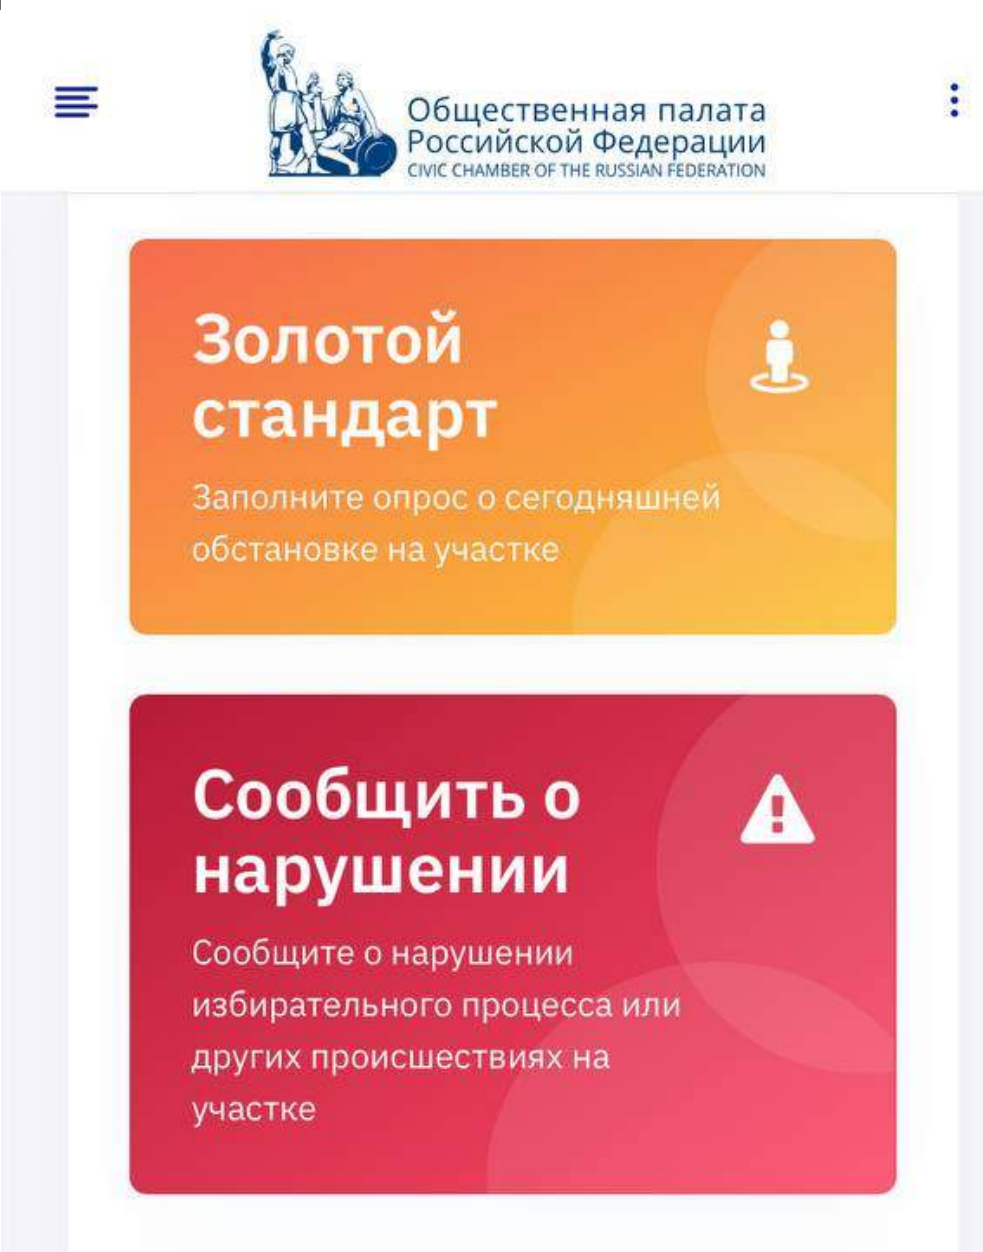 Общественная палата
Российской Федерации
CIVIC CHAMBER OF THE RUSSIAN FEDERATION
Золотой
стандарт
Заполните опрос о сегодняшней
обстановке на участке
Сообщить о
нарушении
Сообщите о нарушении
избирательного процесса или
других происшествиях на
участке